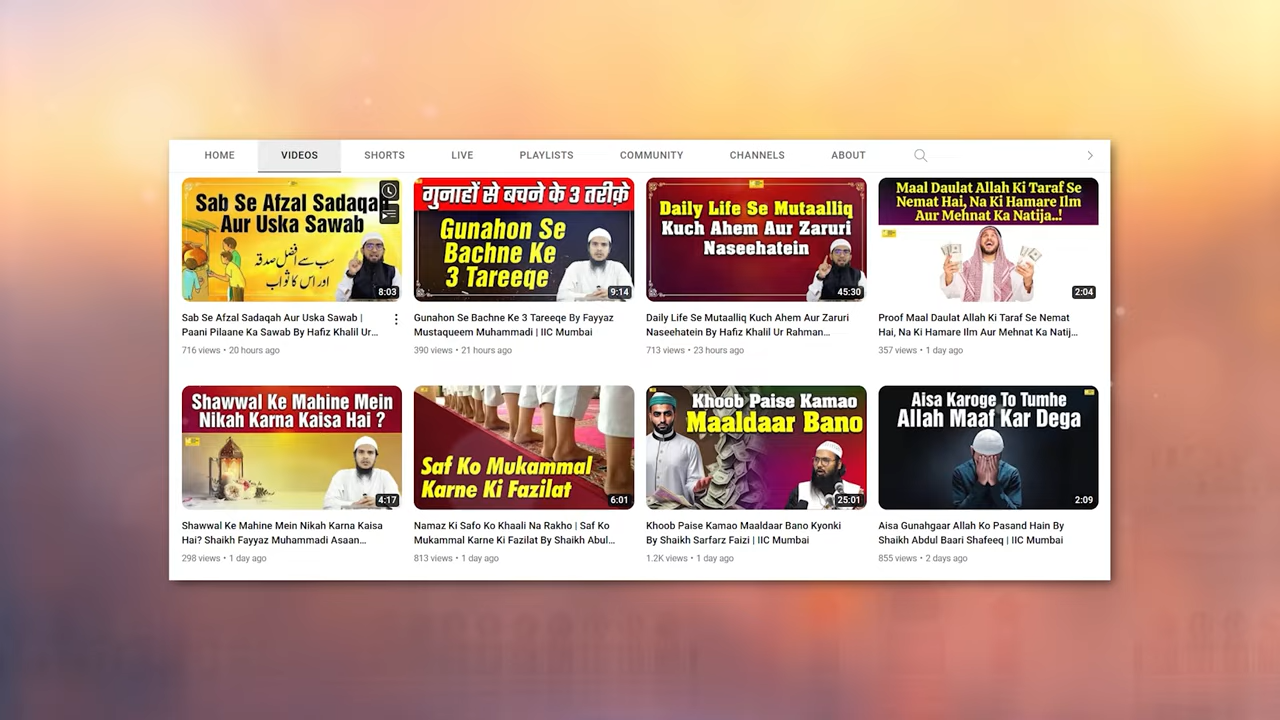 HOME VIDEOS SHORTS LIVE PLAYLISTS COMMUNITY CHANNELS ABOUT
Sab Se Afzal Sadaqah
Aur Uska Sawab
سب سے افضل صدقہ
اور اس کا ثواب
8:03
Sab Se Afzal Sadaqah Aur Uska Sawab |
Paani Pilaane Ka Sawab By Hafiz Khalil Ur...
716 views • 20 hours ago
गुनाहों से बचने के 3 तरीक़े
Gunahon Se
Bachne Ke
3 Tareeqe
9:14
Gunahon Se Bachne Ke 3 Tareeqe By Fayyaz
Mustaqueem Muhammadi | IIC Mumbai
390 views • 21 hours ago
Daily Life Se Mutaalliq
Kuch Ahem Aur Zaruri
Naseehatein
45:30
Daily Life Se Mutaalliq Kuch Ahem Aur Zaruri
Naseehatein By Hafiz Khalil Ur Rahman...
713 views • 23 hours ago
Maal Daulat Allah Ki Taraf Se
Nemat Hai, Na Ki Hamare Ilm
Aur Mehnat Ka Natija..!
2:04
Proof Maal Daulat Allah Ki Taraf Se Nemat
Hai, Na Ki Hamare Ilm Aur Mehnat Ka Natij...
357 views • 1 day ago
Shawwal Ke Mahine Mein
Nikah Karna Kaisa Hai ?
4:17
Shawwal Ke Mahine Mein Nikah Karna Kaisa
Hai? Shaikh Fayyaz Muhammadi Asaan...
298 views • 1 day ago
Saf Ko Mukammal
Karne Ki Fazilat
6:01
Namaz Ki Safo Ko Khaali Na Rakho | Saf Ko
Mukammal Karne Ki Fazilat By Shaikh Abul...
813 views • 1 day ago
Khoob Paise Kamao
Maaldaar Bano
25:01
Khoob Paise Kamao Maaldaar Bano Kyonki
By Shaikh Sarfarz Faizi | IIC Mumbai
1.2K views • 1 day ago
Aisa Karoge To Tumhe
Allah Maaf Kar Dega
2:09
Aisa Gunahgaar Allah Ko Pasand Hain By
Shaikh Abdul Baari Shafeeq | IIC Mumbai
855 views • 2 days ago